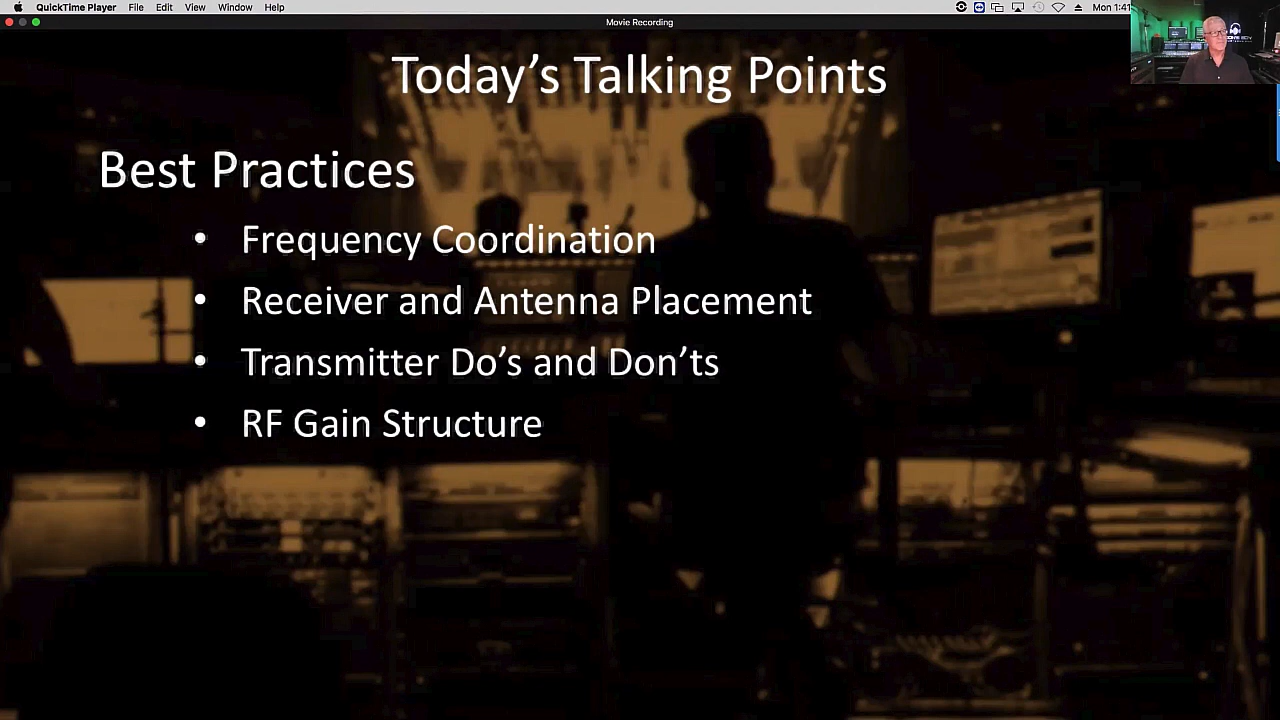 QuickTime Player File Edit View Window Help Mon 1:41
Movie Recording
Today’s Talking Points
Best Practices
• Frequency Coordination
• Receiver and Antenna Placement
• Transmitter Do’s and Don’ts
• RF Gain Structure